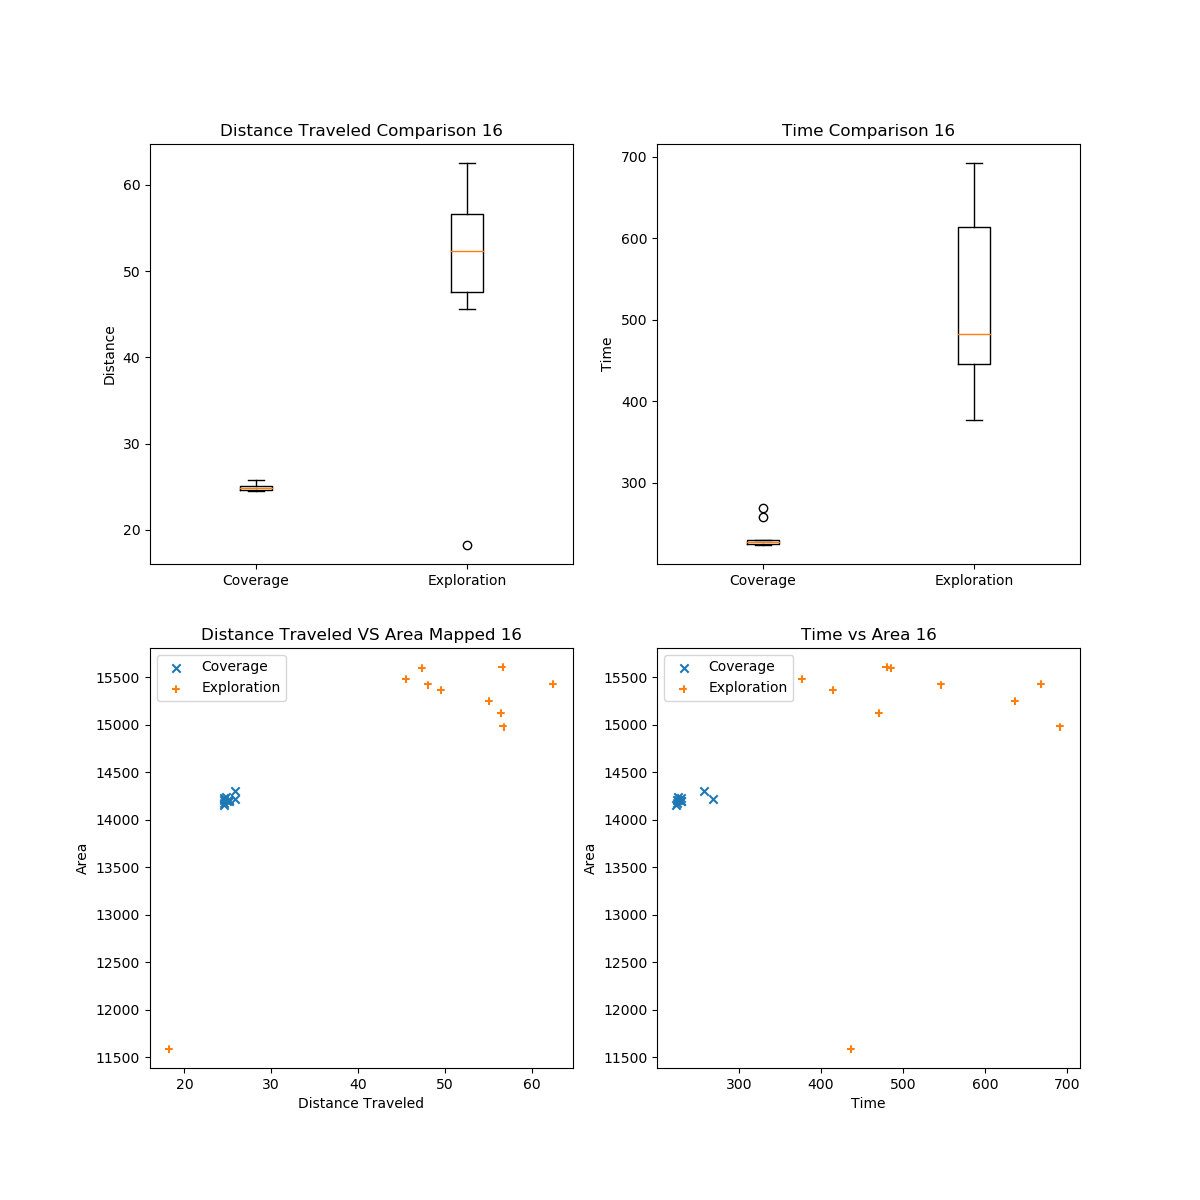 Distance Traveled Comparison 16
60
50
40
30
20
Distance
Coverage
Exploration
Time Comparison 16
700
600
500
400
300
Time
Coverage
Exploration
Distance Traveled VS Area Mapped 16
Coverage
Exploration
15500
15000
14500
14000
13500
13000
12500
12000
11500
Area
20
30
40
50
60
Distance Traveled
Time vs Area 16
Coverage
Exploration
15500
15000
14500
14000
13500
13000
12500
12000
11500
Area
300
400
500
600
700
Time